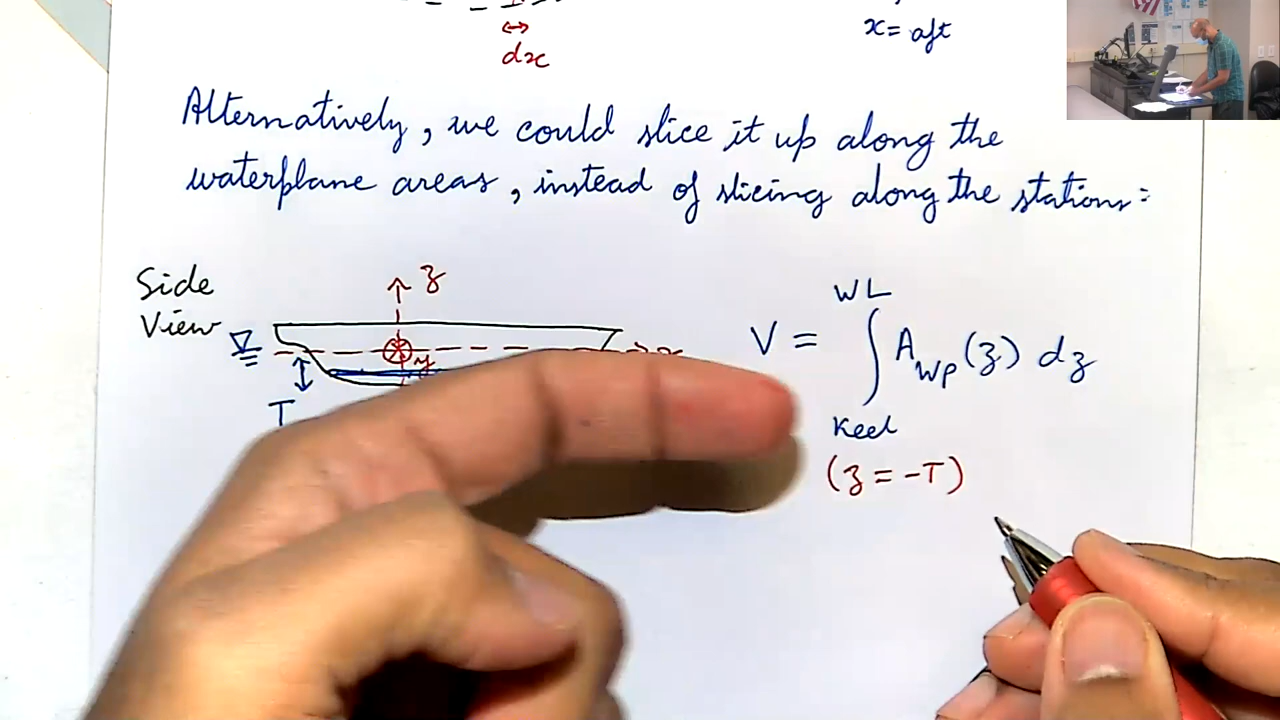 dx
x = aft
Alternatively, we could slice it up along the
waterplane areas, instead of slicing along the stations:
Side
View
z
y
x
T
WL
V = ∫ A_WP (z) dz
Keel
(z = -T)